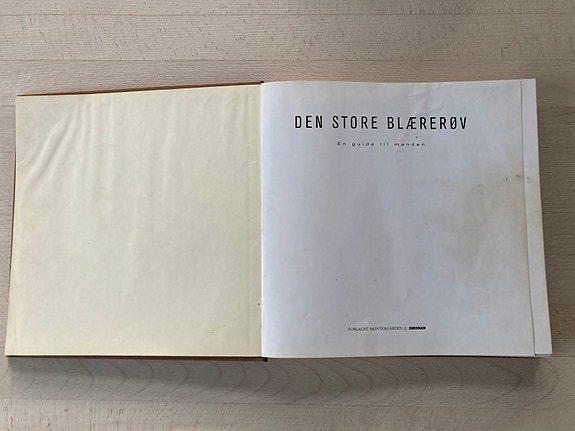 DEN STORE BLÆRERØV
En guide til manden
FORLAGET MONTERGÅRDEN &